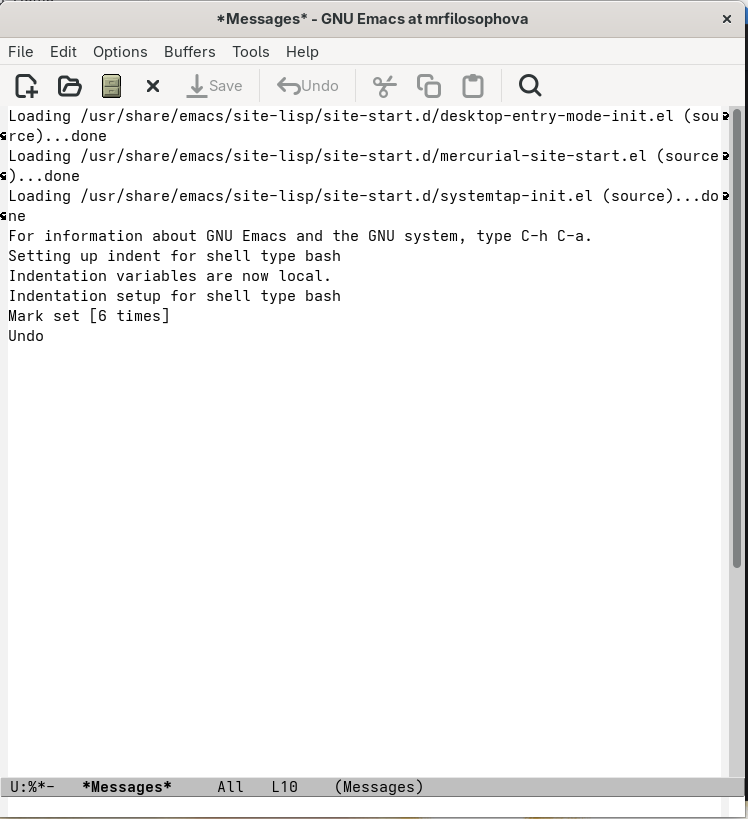 *Messages* - GNU Emacs at mrfilosophova
File Edit Options Buffers Tools Help
Save Undo
Loading /usr/share/emacs/site-lisp/site-start.d/desktop-entry-mode-init.el (sou
rce)...done
Loading /usr/share/emacs/site-lisp/site-start.d/mercurial-site-start.el (source
)...done
Loading /usr/share/emacs/site-lisp/site-start.d/systemtap-init.el (source)...do
ne
For information about GNU Emacs and the GNU system, type C-h C-a.
Setting up indent for shell type bash
Indentation variables are now local.
Indentation setup for shell type bash
Mark set [6 times]
Undo
U:%*- *Messages* All L10 (Messages)